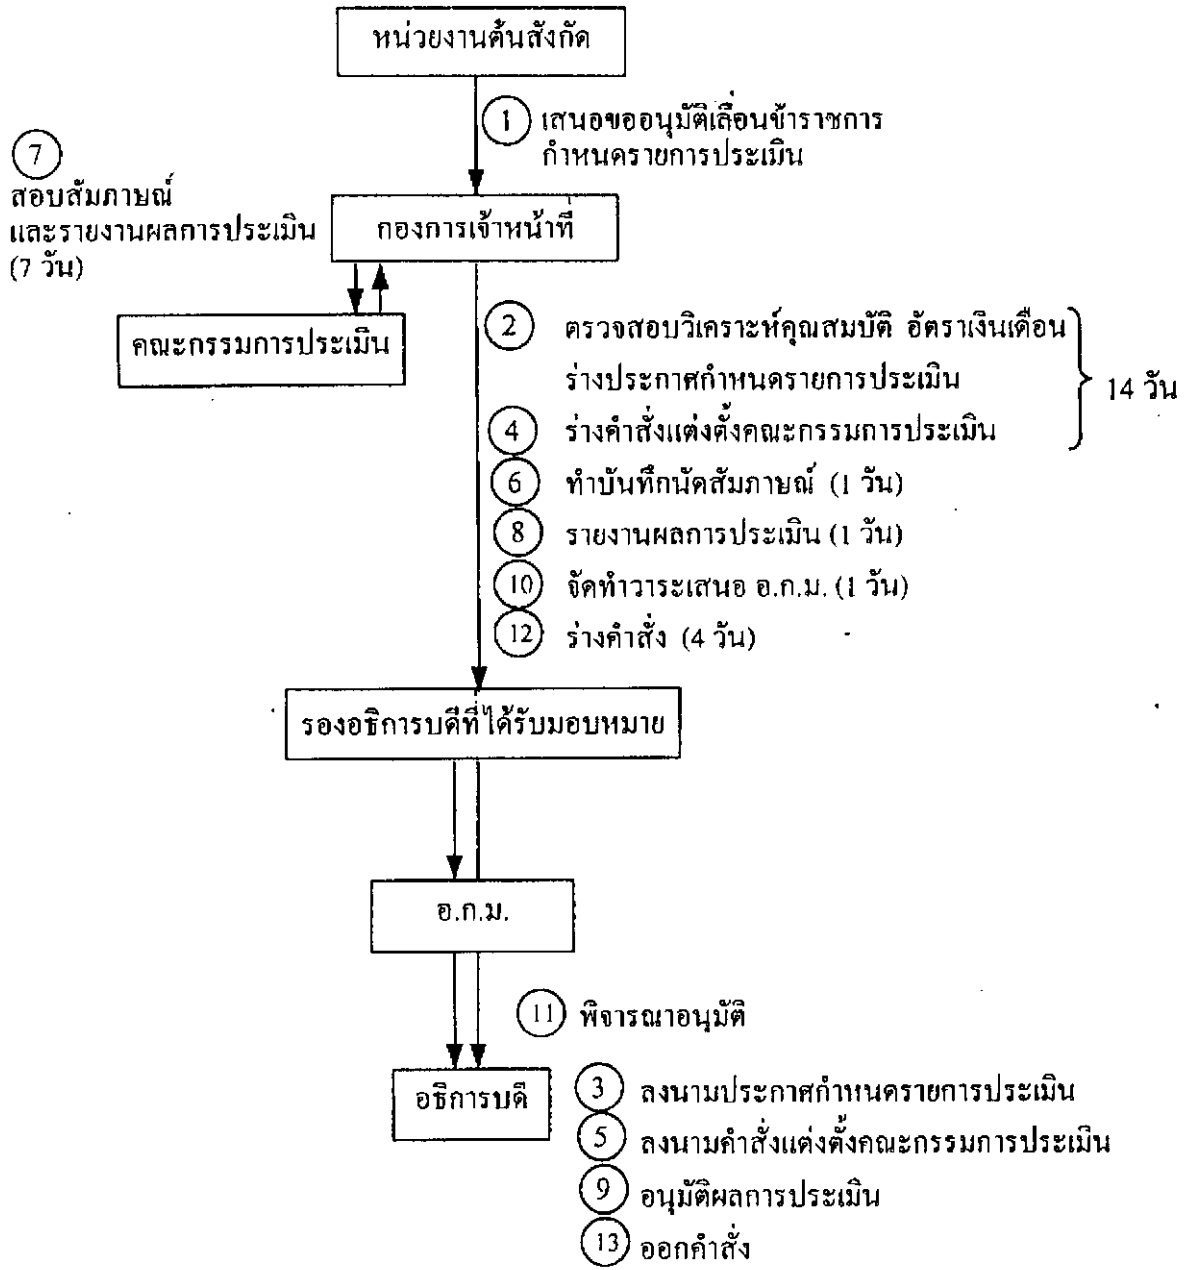 หน่วยงานต้นสังกัด
1 เสนอขออนุมัติเลื่อนข้าราชการ
กำหนดรายการประเมิน
7
สอบสัมภาษณ์
และรายงานผลการประเมิน
(7 วัน)
กองการเจ้าหน้าที่
คณะกรรมการประเมิน
2 ตรวจสอบวิเคราะห์คุณสมบัติ อัตราเงินเดือน
ร่างประกาศกำหนดรายการประเมิน
14 วัน
4 ร่างคำสั่งแต่งตั้งคณะกรรมการประเมิน
6 ทำบันทึกนัดสัมภาษณ์ (1 วัน)
8 รายงานผลการประเมิน (1 วัน)
10 จัดทำวาระเสนอ อ.ก.ม. (1 วัน)
12 ร่างคำสั่ง (4 วัน)
รองอธิการบดีที่ได้รับมอบหมาย
อ.ก.ม.
11 พิจารณาอนุมัติ
อธิการบดี
3 ลงนามประกาศกำหนดรายการประเมิน
5 ลงนามคำสั่งแต่งตั้งคณะกรรมการประเมิน
9 อนุมัติผลการประเมิน
13 ออกคำสั่ง